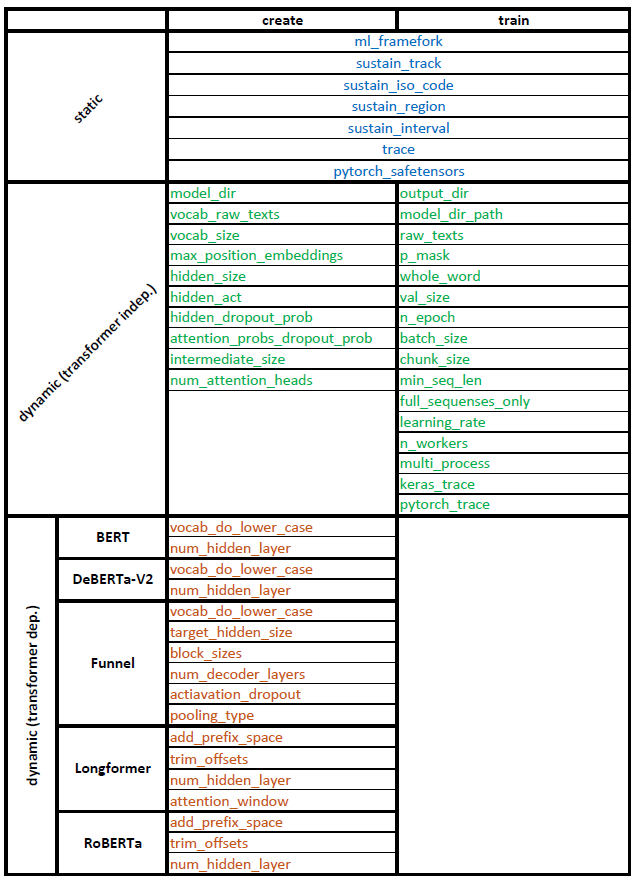 create train
static
ml_framefork
sustain_track
sustain_iso_code
sustain_region
sustain_interval
trace
pytorch_safetensors
dynamic (transformer indep.)
model_dir output_dir
vocab_raw_texts model_dir_path
vocab_size raw_texts
max_position_embeddings p_mask
hidden_size whole_word
hidden_act val_size
hidden_dropout_prob n_epoch
attention_probs_dropout_prob batch_size
intermediate_size chunk_size
num_attention_heads min_seq_len
full_sequenses_only
learning_rate
n_workers
multi_process
keras_trace
pytorch_trace
dynamic (transformer dep.)
BERT
vocab_do_lower_case
num_hidden_layer
DeBERTa-V2
vocab_do_lower_case
num_hidden_layer
Funnel
vocab_do_lower_case
target_hidden_size
block_sizes
num_decoder_layers
actiavation_dropout
pooling_type
Longformer
add_prefix_space
trim_offsets
num_hidden_layer
attention_window
RoBERTa
add_prefix_space
trim_offsets
num_hidden_layer